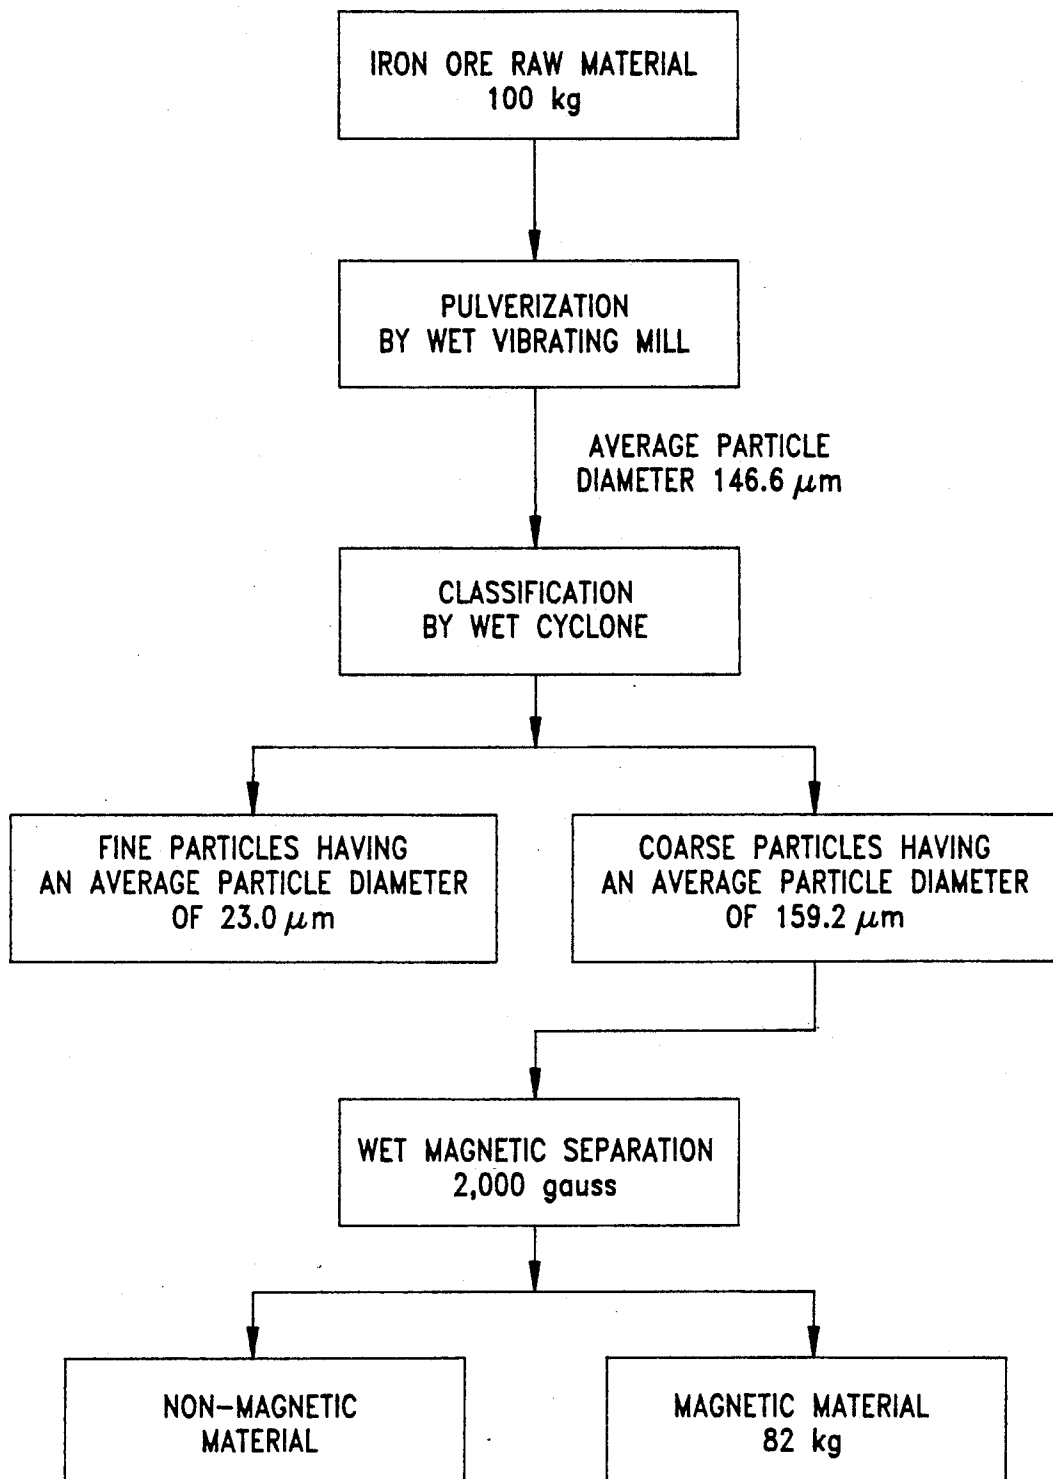 IRON ORE RAW MATERIAL
100 kg
PULVERIZATION
BY WET VIBRATING MILL
AVERAGE PARTICLE
DIAMETER 146.6 μm
CLASSIFICATION
BY WET CYCLONE
FINE PARTICLES HAVING
AN AVERAGE PARTICLE DIAMETER
OF 23.0 μm
COARSE PARTICLES HAVING
AN AVERAGE PARTICLE DIAMETER
OF 159.2 μm
WET MAGNETIC SEPARATION
2,000 gauss
NON-MAGNETIC
MATERIAL
MAGNETIC MATERIAL
82 kg